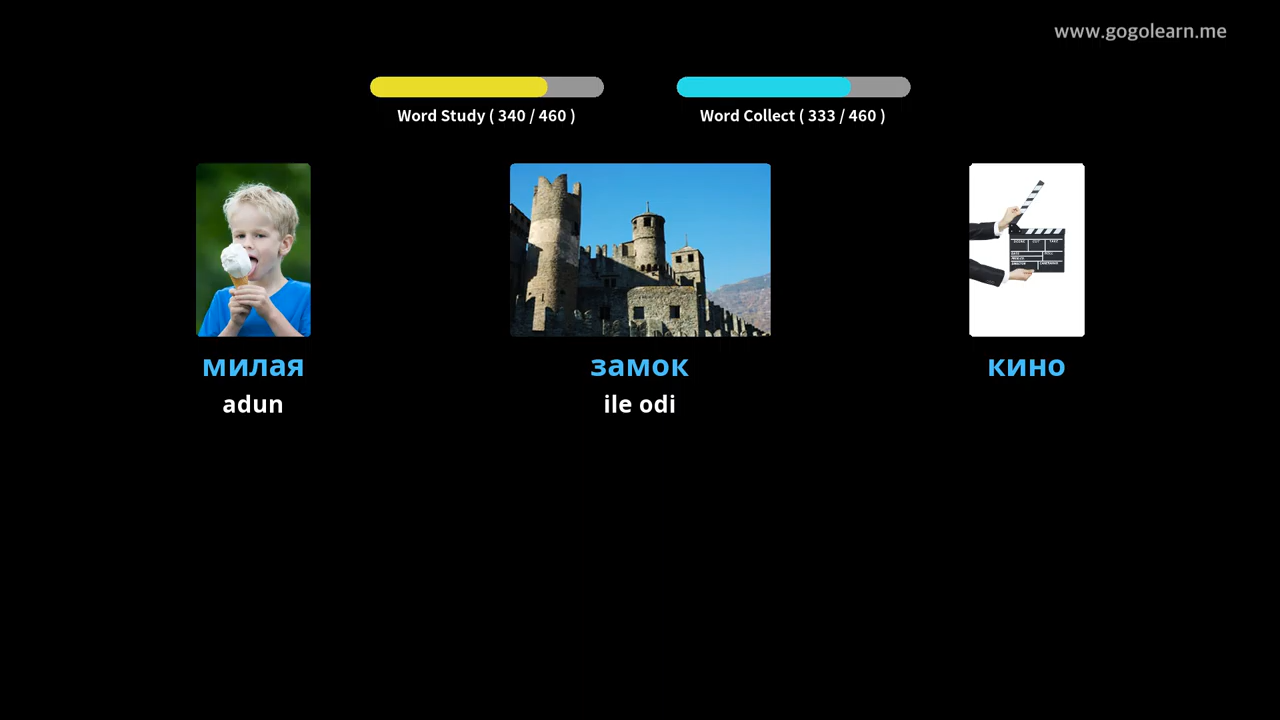 www.gogolearn.me
Word Study ( 340 / 460 )
Word Collect ( 333 / 460 )
милая
замок
кино
adun
ile odi